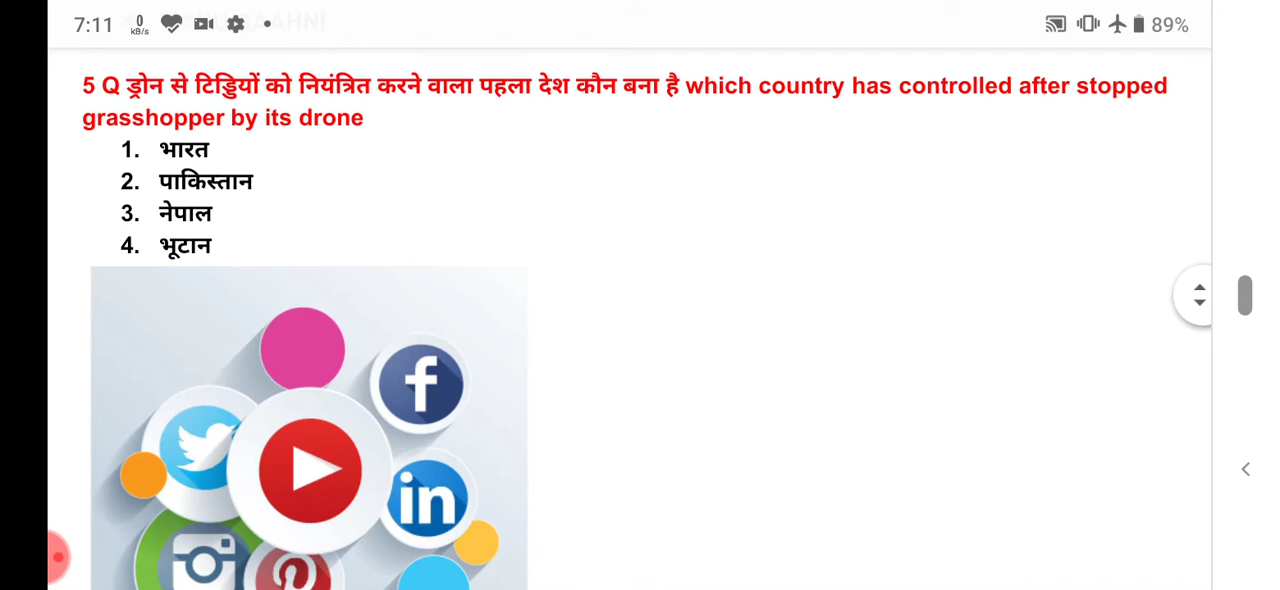 7:11 0 kB/s 89%
5 Q ड्रोन से टिड्डियों को नियंत्रित करने वाला पहला देश कौन बना है which country has controlled after stopped
grasshopper by its drone
1. भारत
2. पाकिस्तान
3. नेपाल
4. भूटान
f
in